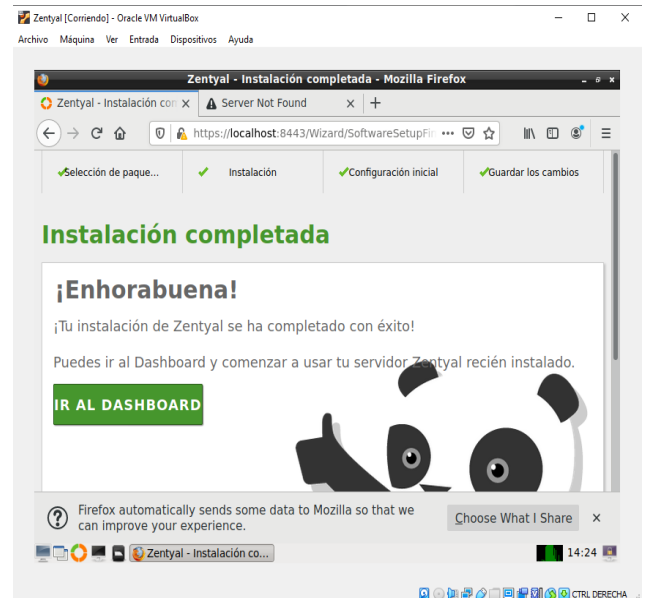 Zentyal [Corriendo] - Oracle VM VirtualBox
Archivo Máquina Ver Entrada Dispositivos Ayuda
Zentyal - Instalación completada - Mozilla Firefox
Zentyal - Instalación con
Server Not Found
https://localhost:8443/Wizard/SoftwareSetupFin
Selección de paque...
Instalación
Configuración inicial
Guardar los cambios
Instalación completada
¡Enhorabuena!
¡Tu instalación de Zentyal se ha completado con éxito!
Puedes ir al Dashboard y comenzar a usar tu servidor Zentyal recién instalado.
IR AL DASHBOARD
Firefox automatically sends some data to Mozilla so that we
can improve your experience.
Choose What I Share
Zentyal - Instalación co...
14:24
CTRL DERECHA